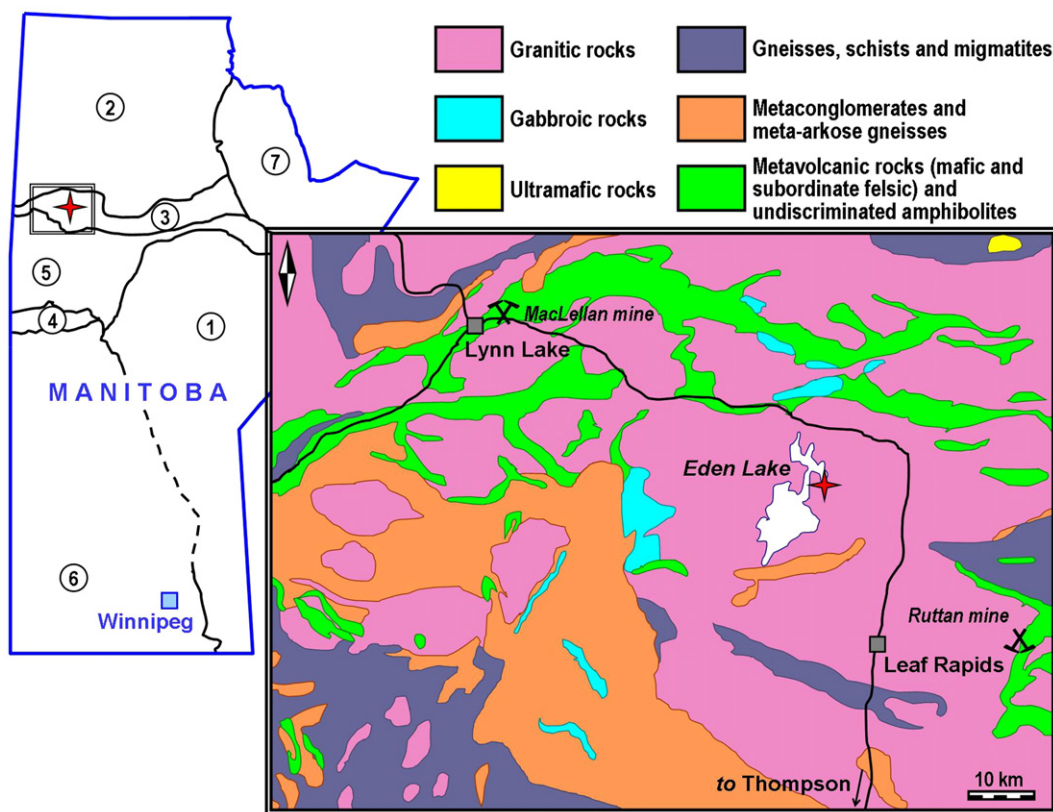 Granitic rocks
Gabbroic rocks
Ultramafic rocks
Gneisses, schists and migmatites
Metaconglomerates and
meta-arkose gneisses
Metavolcanic rocks (mafic and
subordinate felsic) and
undiscriminated amphibolites
2
7
3
5
4
1
MANITOBA
6
Winnipeg
MacLellan mine
Lynn Lake
Eden Lake
Ruttan mine
Leaf Rapids
to Thompson
10 km